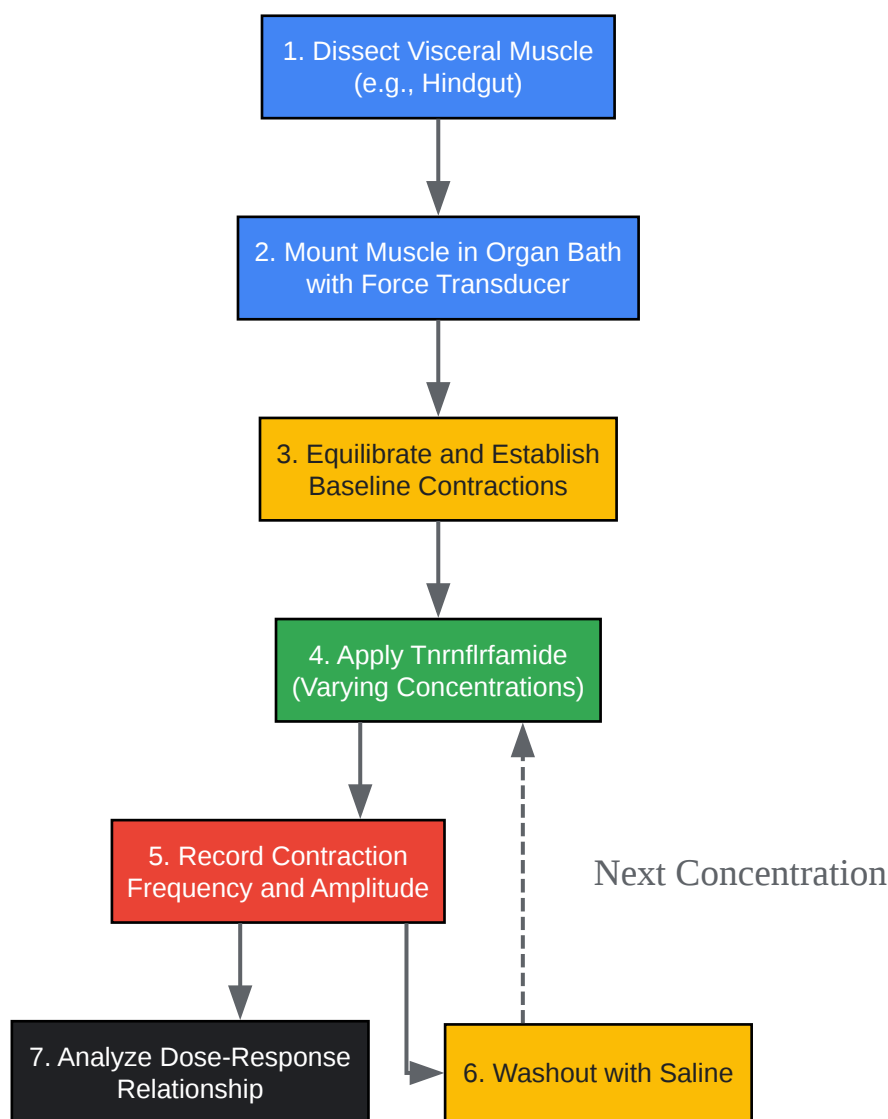 1. Dissect Visceral Muscle
(e.g., Hindgut)
2. Mount Muscle in Organ Bath
with Force Transducer
3. Equilibrate and Establish
Baseline Contractions
4. Apply Tnrnflrfamide
(Varying Concentrations)
5. Record Contraction
Frequency and Amplitude
Next Concentration
7. Analyze Dose-Response
Relationship
6. Washout with Saline